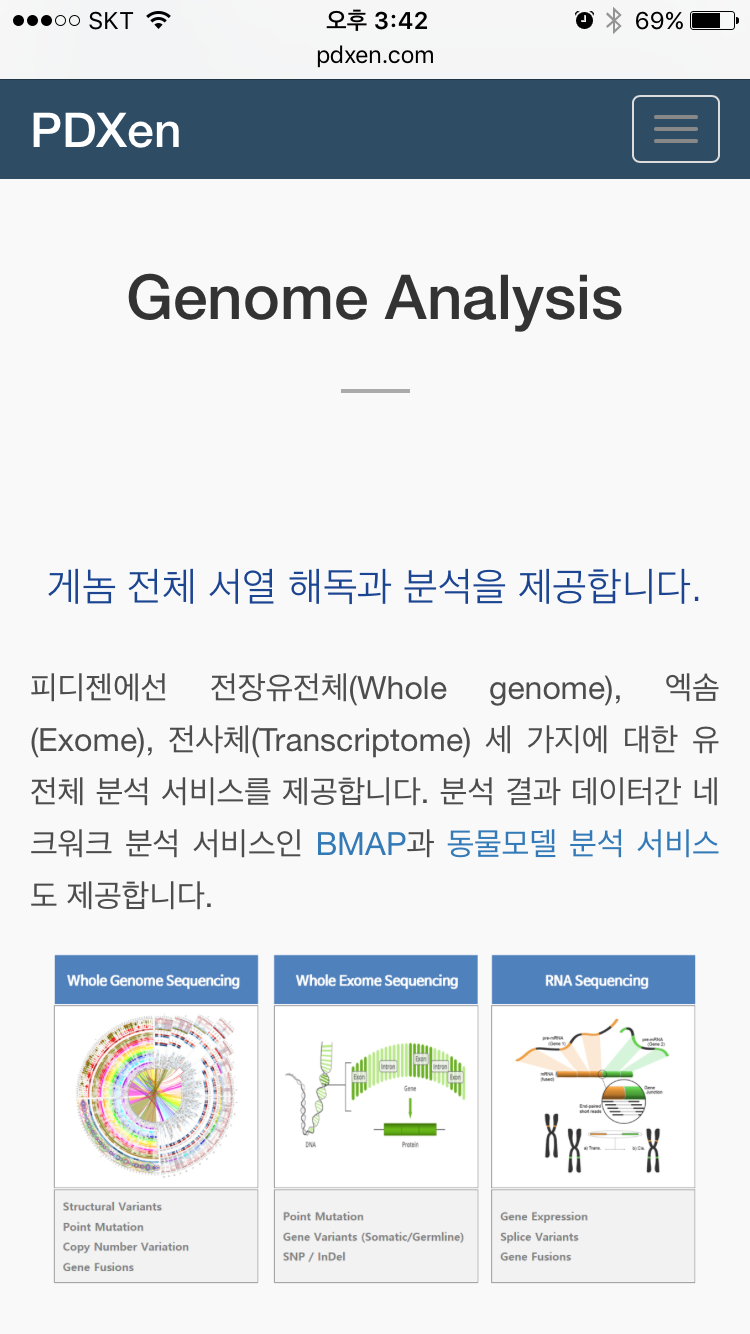 SKT 오후 3:42 69%
pdxen.com
PDXen
Genome Analysis
게놈 전체 서열 해독과 분석을 제공합니다.
피디젠에선 전장유전체(Whole genome), 엑솜
(Exome), 전사체(Transcriptome) 세 가지에 대한 유
전체 분석 서비스를 제공합니다. 분석 결과 데이터간 네
크워크 분석 서비스인 BMAP과 동물모델 분석 서비스
도 제공합니다.
Whole Genome Sequencing
Structural Variants
Point Mutation
Copy Number Variation
Gene Fusions
Whole Exome Sequencing
Exon
Intron
Exon
Intron
Exon
Gene
DNA
Protein
Point Mutation
Gene Variants (Somatic/Germline)
SNP / InDel
RNA Sequencing
pre-mRNA
(Gene 1)
pre-mRNA
(Gene 2)
mRNA
(fused)
Gene
Junction
End-paired
short reads
a) Trans.
b) Cis.
Gene Expression
Splice Variants
Gene Fusions